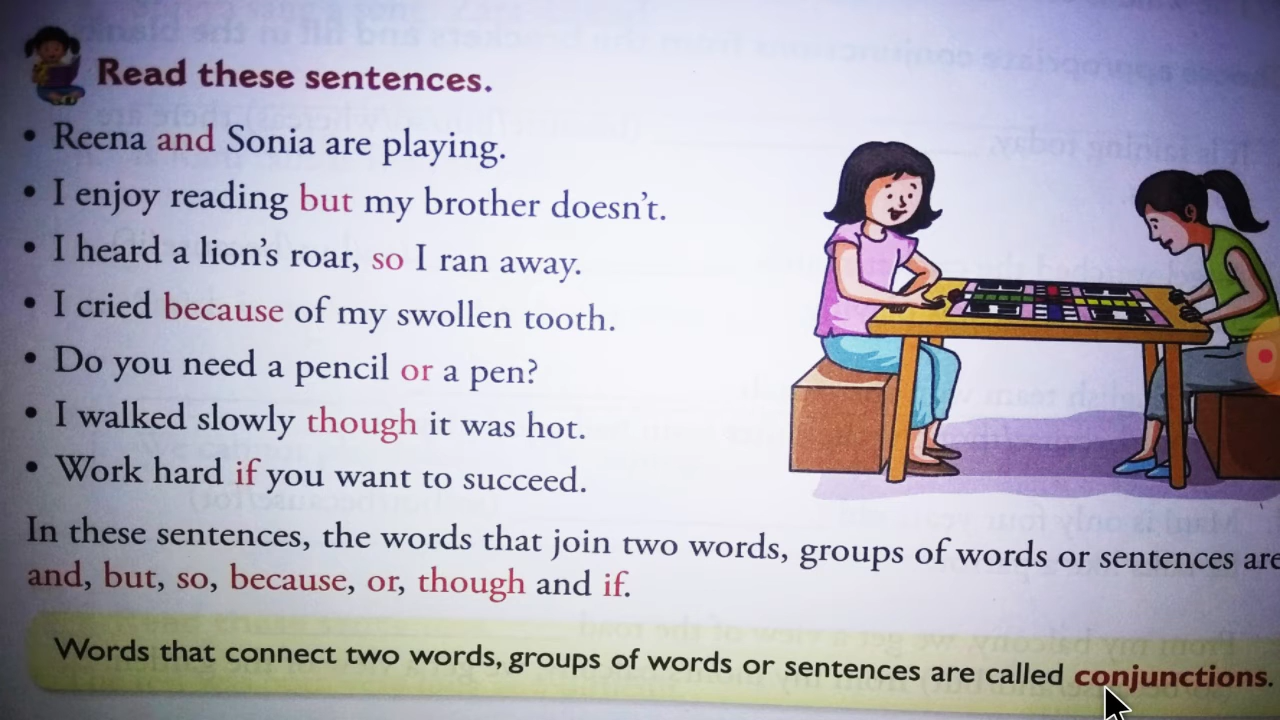 Read these sentences.
• Reena and Sonia are playing.
• I enjoy reading but my brother doesn't.
• I heard a lion's roar, so I ran away.
• I cried because of my swollen tooth.
• Do you need a pencil or a pen?
• I walked slowly though it was hot.
• Work hard if you want to succeed.
In these sentences, the words that join two words, groups of words or sentences are
and, but, so, because, or, though and if.
Words that connect two words, groups of words or sentences are called conjunctions.